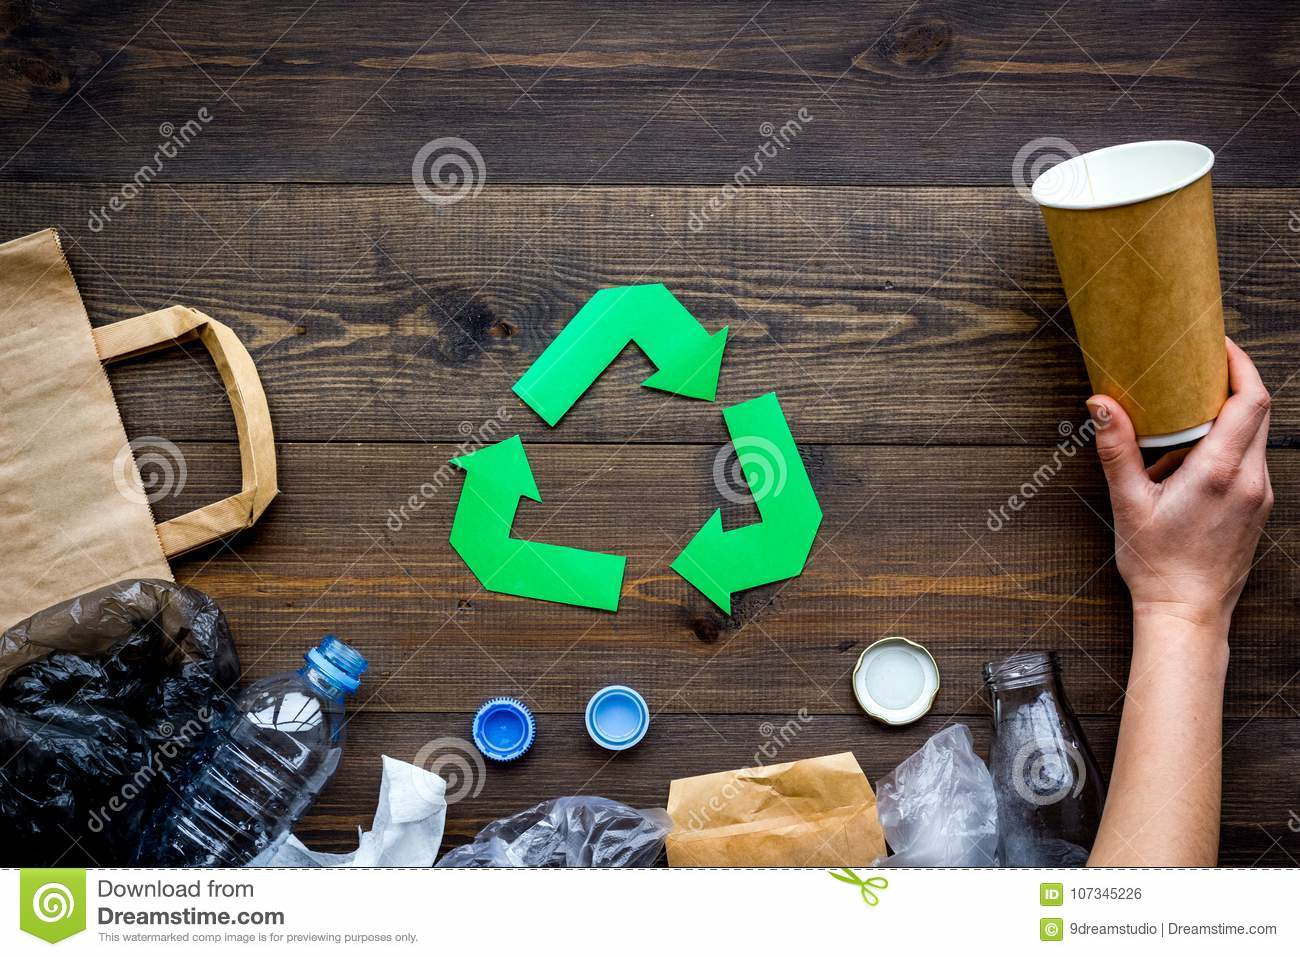 dreamstime
dreamstime
dreamstime
dreamstime
dreamstime
dreamstime
dreamstime
Download from
Dreamstime.com
This watermarked comp image is for previewing purposes only.
ID 107345226
© 9dreamstudio | Dreamstime.com